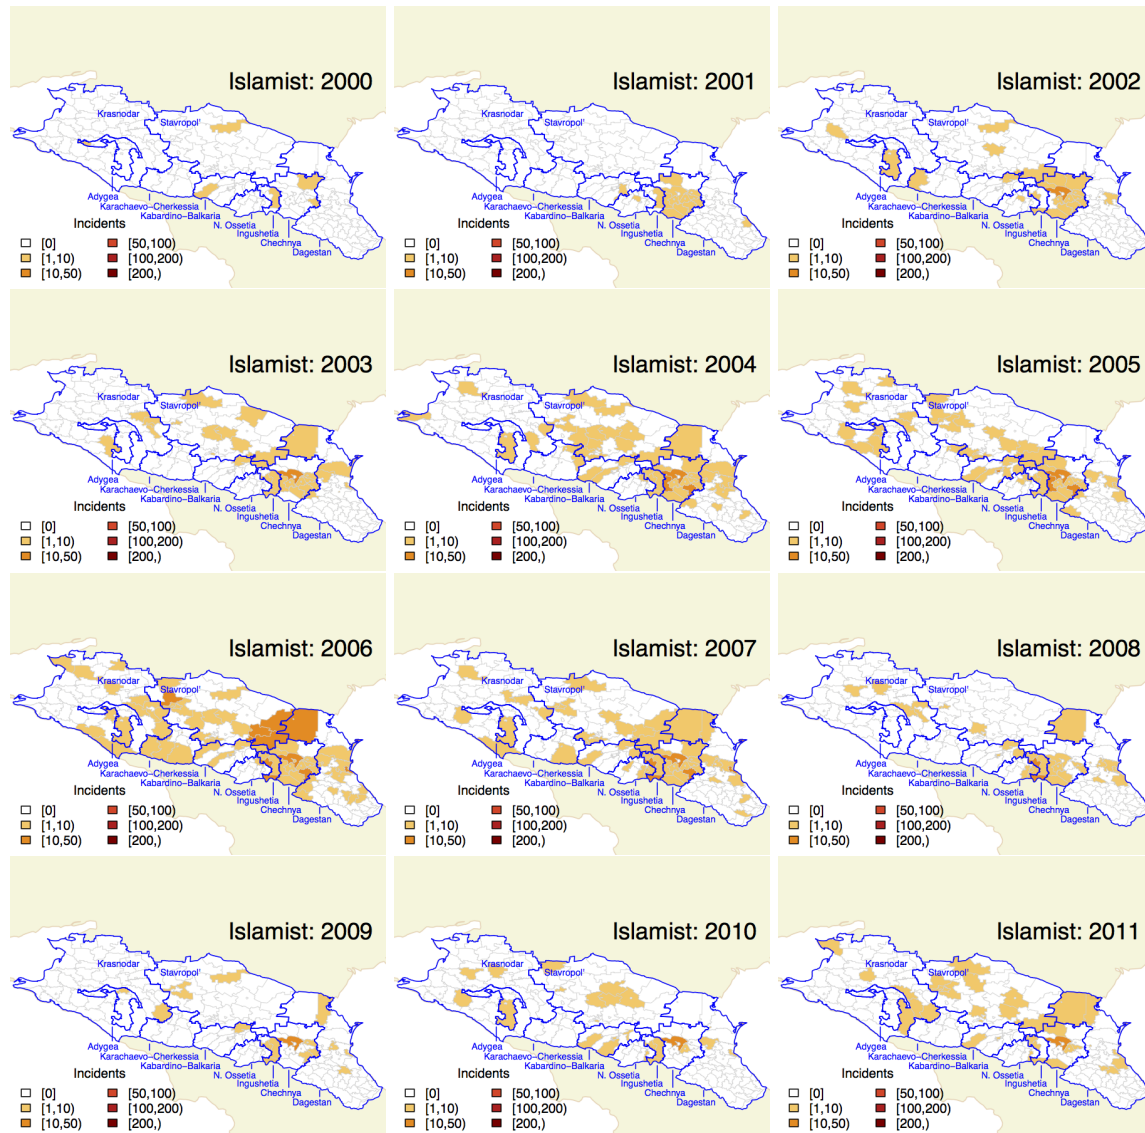 Islamist: 2000
Krasnodar
Stavropol'
Adygea
Karachaevo-Cherkessia
Kabardino-Balkaria
N. Ossetia
Ingushetia
Chechnya
Dagestan
Incidents
[0] [50,100)
[1,10) [100,200)
[10,50) [200,)
Islamist: 2001
Krasnodar
Stavropol'
Adygea
Karachaevo-Cherkessia
Kabardino-Balkaria
N. Ossetia
Ingushetia
Chechnya
Dagestan
Incidents
[0] [50,100)
[1,10) [100,200)
[10,50) [200,)
Islamist: 2002
Krasnodar
Stavropol'
Adygea
Karachaevo-Cherkessia
Kabardino-Balkaria
N. Ossetia
Ingushetia
Chechnya
Dagestan
Incidents
[0] [50,100)
[1,10) [100,200)
[10,50) [200,)
Islamist: 2003
Krasnodar
Stavropol'
Adygea
Karachaevo-Cherkessia
Kabardino-Balkaria
N. Ossetia
Ingushetia
Chechnya
Dagestan
Incidents
[0] [50,100)
[1,10) [100,200)
[10,50) [200,)
Islamist: 2004
Krasnodar
Stavropol'
Adygea
Karachaevo-Cherkessia
Kabardino-Balkaria
N. Ossetia
Ingushetia
Chechnya
Dagestan
Incidents
[0] [50,100)
[1,10) [100,200)
[10,50) [200,)
Islamist: 2005
Krasnodar
Stavropol'
Adygea
Karachaevo-Cherkessia
Kabardino-Balkaria
N. Ossetia
Ingushetia
Chechnya
Dagestan
Incidents
[0] [50,100)
[1,10) [100,200)
[10,50) [200,)
Islamist: 2006
Krasnodar
Stavropol'
Adygea
Karachaevo-Cherkessia
Kabardino-Balkaria
N. Ossetia
Ingushetia
Chechnya
Dagestan
Incidents
[0] [50,100)
[1,10) [100,200)
[10,50) [200,)
Islamist: 2007
Krasnodar
Stavropol'
Adygea
Karachaevo-Cherkessia
Kabardino-Balkaria
N. Ossetia
Ingushetia
Chechnya
Dagestan
Incidents
[0] [50,100)
[1,10) [100,200)
[10,50) [200,)
Islamist: 2008
Krasnodar
Stavropol'
Adygea
Karachaevo-Cherkessia
Kabardino-Balkaria
N. Ossetia
Ingushetia
Chechnya
Dagestan
Incidents
[0] [50,100)
[1,10) [100,200)
[10,50) [200,)
Islamist: 2009
Krasnodar
Stavropol'
Adygea
Karachaevo-Cherkessia
Kabardino-Balkaria
N. Ossetia
Ingushetia
Chechnya
Dagestan
Incidents
[0] [50,100)
[1,10) [100,200)
[10,50) [200,)
Islamist: 2010
Krasnodar
Stavropol'
Adygea
Karachaevo-Cherkessia
Kabardino-Balkaria
N. Ossetia
Ingushetia
Chechnya
Dagestan
Incidents
[0] [50,100)
[1,10) [100,200)
[10,50) [200,)
Islamist: 2011
Krasnodar
Stavropol'
Adygea
Karachaevo-Cherkessia
Kabardino-Balkaria
N. Ossetia
Ingushetia
Chechnya
Dagestan
Incidents
[0] [50,100)
[1,10) [100,200)
[10,50) [200,)